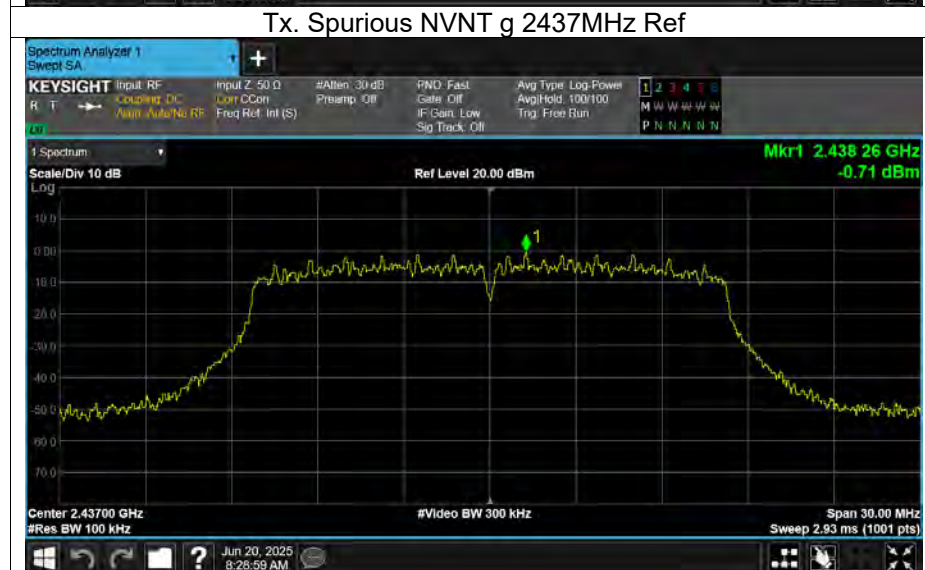 Tx. Spurious NVNT g 2437MHz Ref
Spectrum Analyzer 1
Swept SA
+
KEYSIGHT Input: RF Input Z: 50 Ω #Atten: 30 dB PNO: Fast Avg Type: Log-Power 1 2 3 4 5 6
R T Coupling: DC Corr CCorr Preamp: Off Gate: Off Avg|Hold: 100/100 M W W W W W
Align: Auto/No RF Freq Ref: Int (S) IF Gain: Low Trig: Free Run
Sig Track: Off P N N N N N
1 Spectrum Mkr1 2.438 26 GHz
Scale/Div 10 dB Ref Level 20.00 dBm -0.71 dBm
Log
10.0
0.00
1
-10.0
-20.0
-30.0
-40.0
-50.0
-60.0
-70.0
Center 2.43700 GHz #Video BW 300 kHz Span 30.00 MHz
#Res BW 100 kHz Sweep 2.93 ms (1001 pts)
? Jun 20, 2025
8:28:59 AM